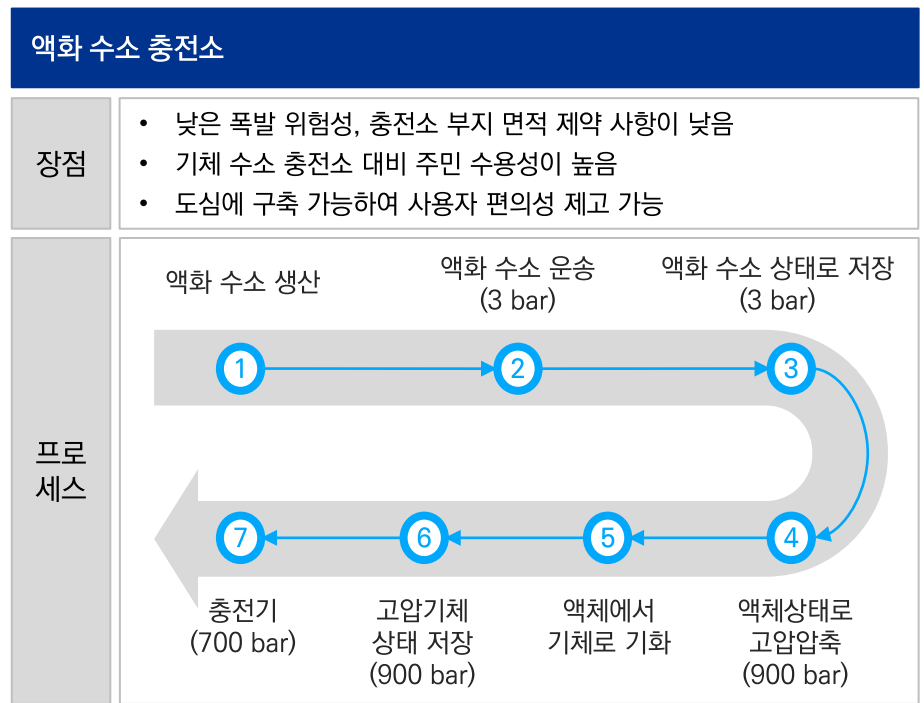 액화 수소 충전소
장점
• 낮은 폭발 위험성, 충전소 부지 면적 제약 사항이 낮음
• 기체 수소 충전소 대비 주민 수용성이 높음
• 도심에 구축 가능하여 사용자 편의성 제고 가능
프로
세스
액화 수소 생산
액화 수소 운송
(3 bar)
액화 수소 상태로 저장
(3 bar)
1
2
3
7
6
5
4
충전기
(700 bar)
고압기체
상태 저장
(900 bar)
액체에서
기체로 기화
액체상태로
고압압축
(900 bar)